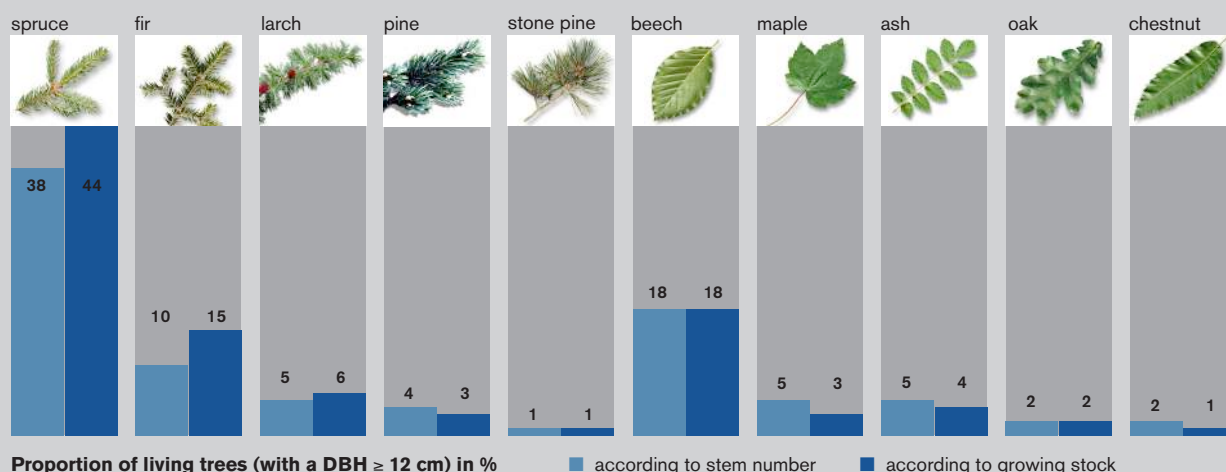 spruce fir larch pine stone pine beech maple ash oak chestnut
38 44 10 15 5 6 4 3 1 1 18 18 5 3 5 4 2 2 2 1
Proportion of living trees (with a DBH ≥ 12 cm) in % according to stem number according to growing stock